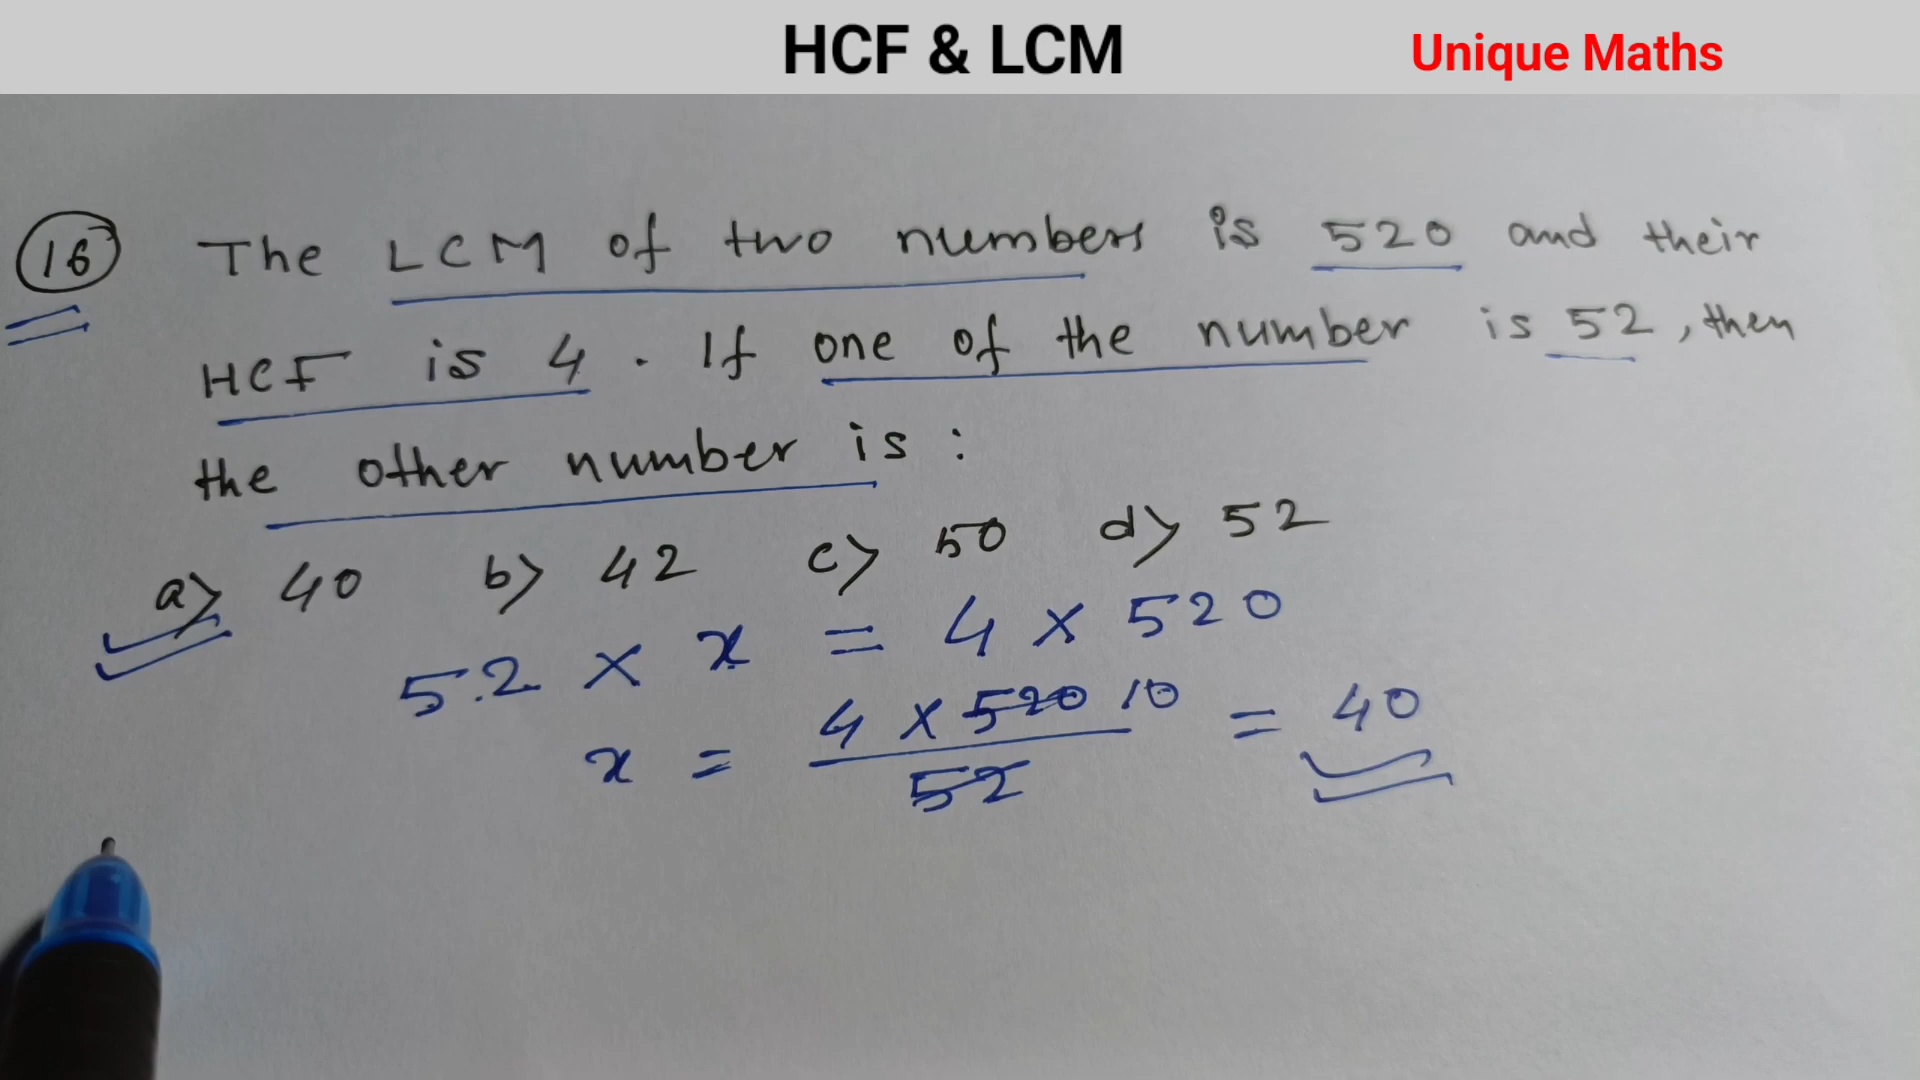 HCF & LCM Unique Maths
16 The LCM of two numbers is 520 and their
HCF is 4. If one of the number is 52, then
the other number is :
a) 40 b) 42 c) 50 d) 52
52 × x = 4 × 520
x = 4 × 520 10 = 40
52